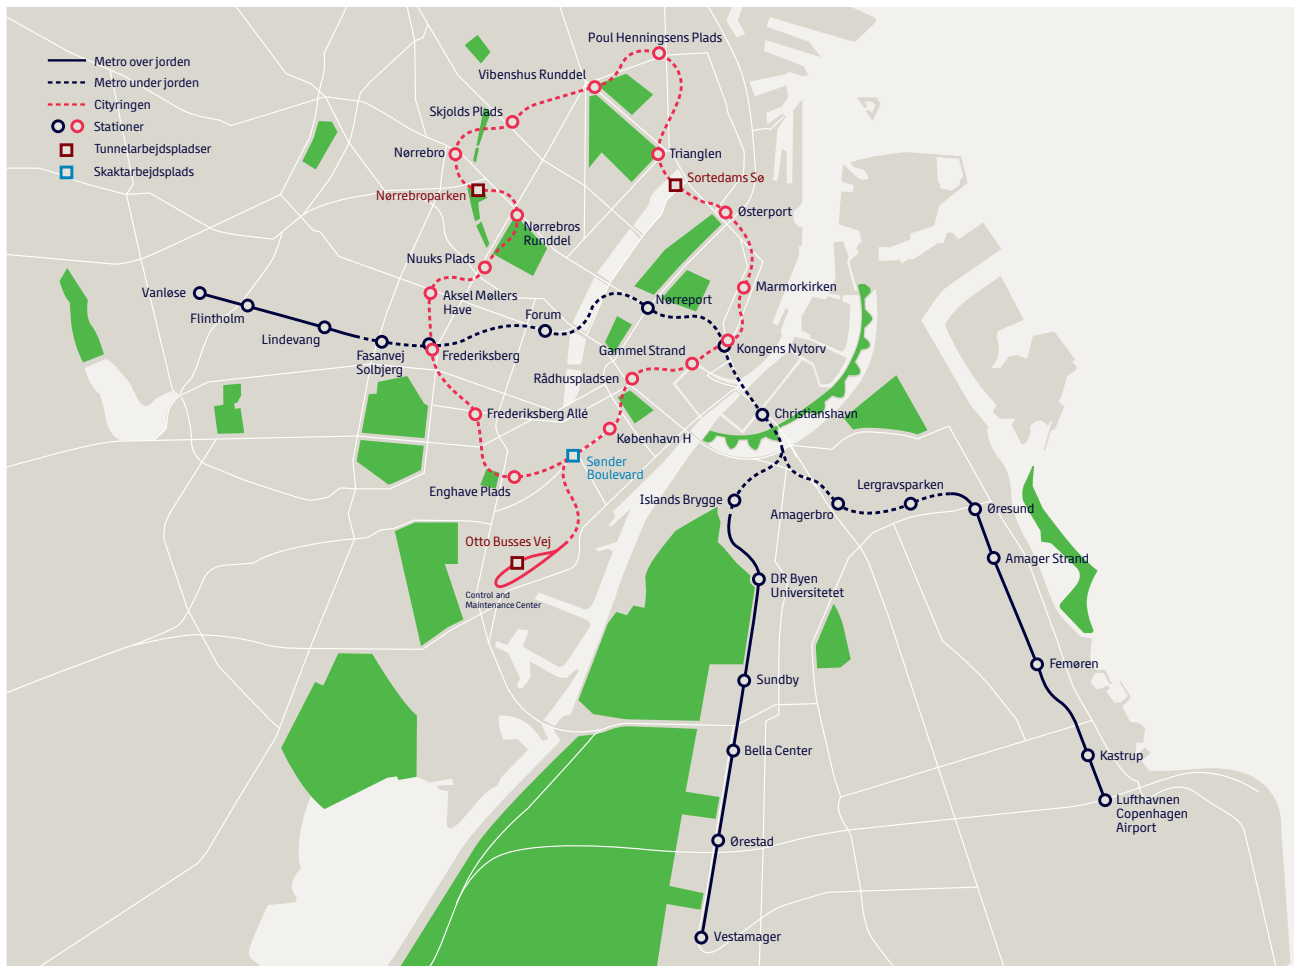 Metro over jorden
Metro under jorden
Cityringen
Stationer
Tunnelarbejdspladser
Skaktarbejdsplads
Poul Henningsens Plads
Vibenshus Runddel
Skjolds Plads
Nørrebro
Trianglen
Sortedams Sø
Nørrebroparken
Østerport
Nørrebros
Runddel
Nuuks Plads
Marmorkirken
Vanløse
Flintholm
Aksel Møllers
Have
Nørreport
Forum
Lindevang
Fasanvej
Solbjerg
Frederiksberg
Gammel Strand
Kongens Nytorv
Rådhuspladsen
Frederiksberg Allé
Christianshavn
København H
Sønder
Boulevard
Enghave Plads
Islands Brygge
Lergravsparken
Amagerbro
Øresund
Otto Busses Vej
Control and
Maintenance Center
Amager Strand
DR Byen
Universitetet
Femøren
Sundby
Bella Center
Kastrup
Lufthavnen
Copenhagen
Airport
Ørestad
Vestamager